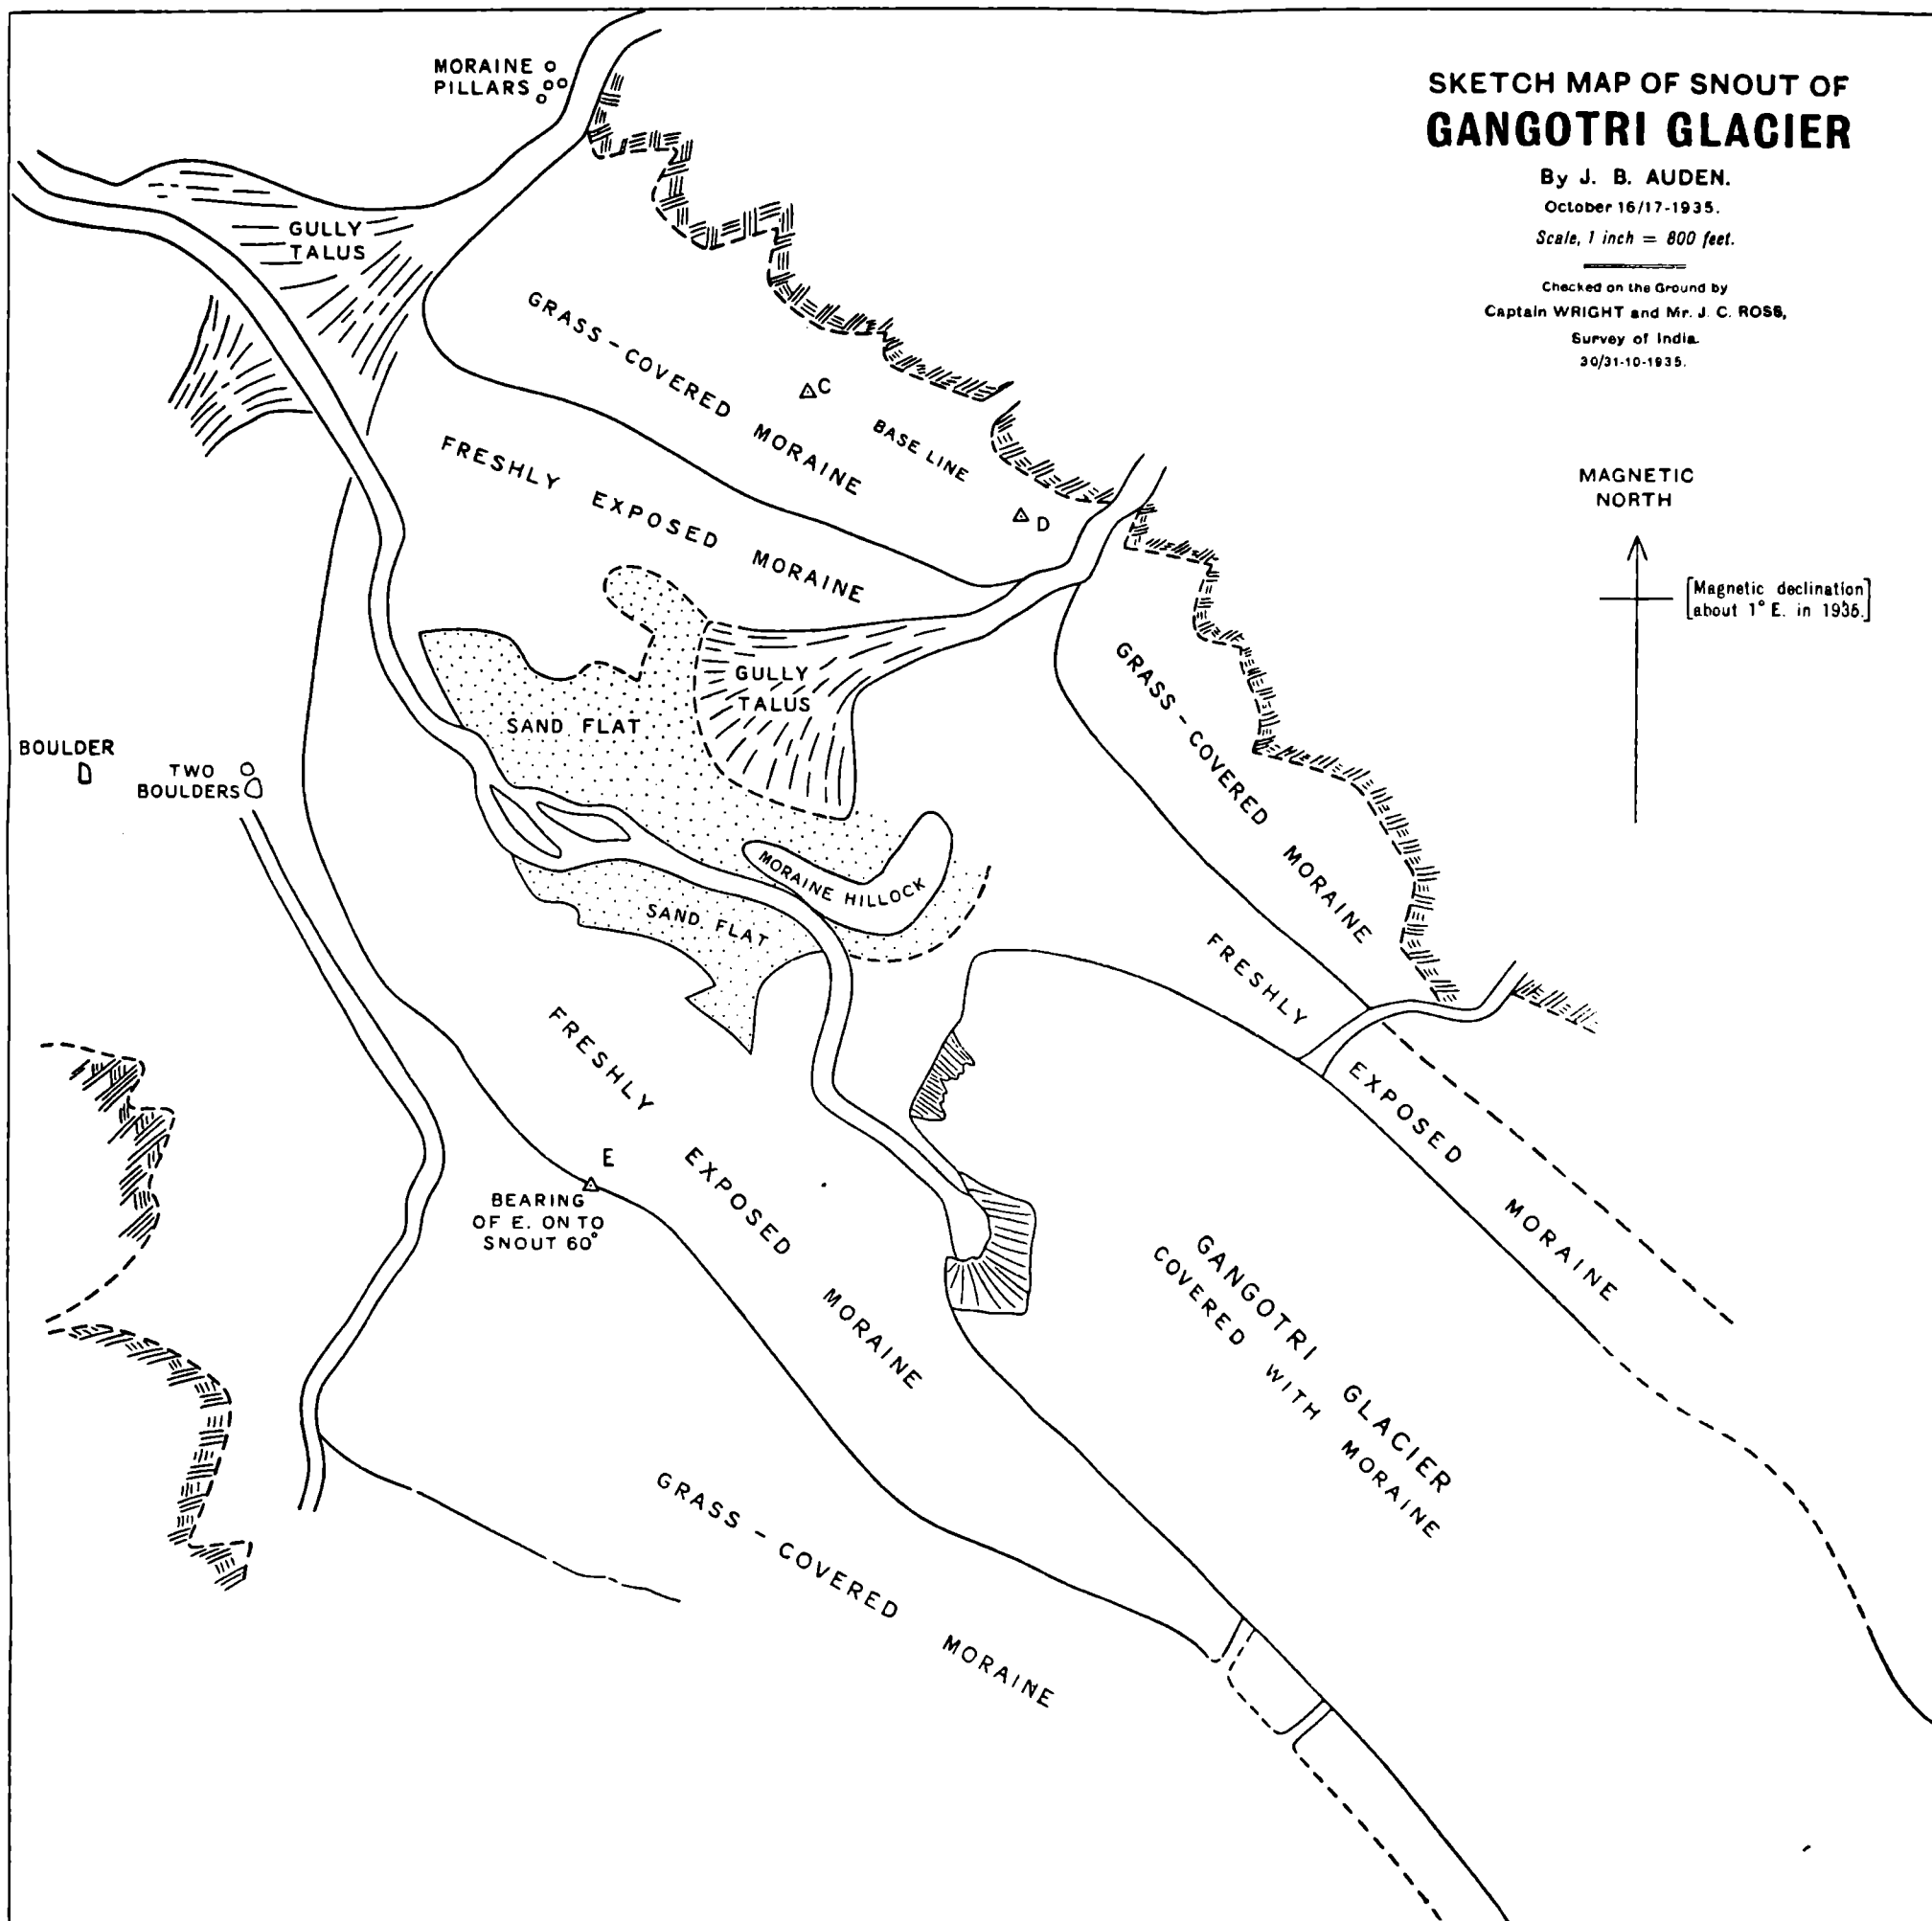 SKETCH MAP OF SNOUT OF
GANGOTRI GLACIER
By J. B. AUDEN.
October 16/17-1935.
Scale, 1 inch = 800 feet.
Checked on the Ground by
Captain WRIGHT and Mr. J. C. ROSS,
Survey of India.
30/31-10-1935.
MAGNETIC
NORTH
[Magnetic declination
about 1° E. in 1935.]
MORAINE
PILLARS
GULLY
TALUS
GRASS-COVERED MORAINE
C
BASE LINE
D
FRESHLY EXPOSED MORAINE
GULLY
TALUS
SAND FLAT
GRASS-COVERED MORAINE
BOULDER
TWO
BOULDERS
MORAINE HILLOCK
SAND FLAT
FRESHLY EXPOSED MORAINE
FRESHLY EXPOSED MORAINE
E
BEARING
OF E. ON TO
SNOUT 60°
GANGOTRI GLACIER
COVERED WITH MORAINE
GRASS-COVERED MORAINE